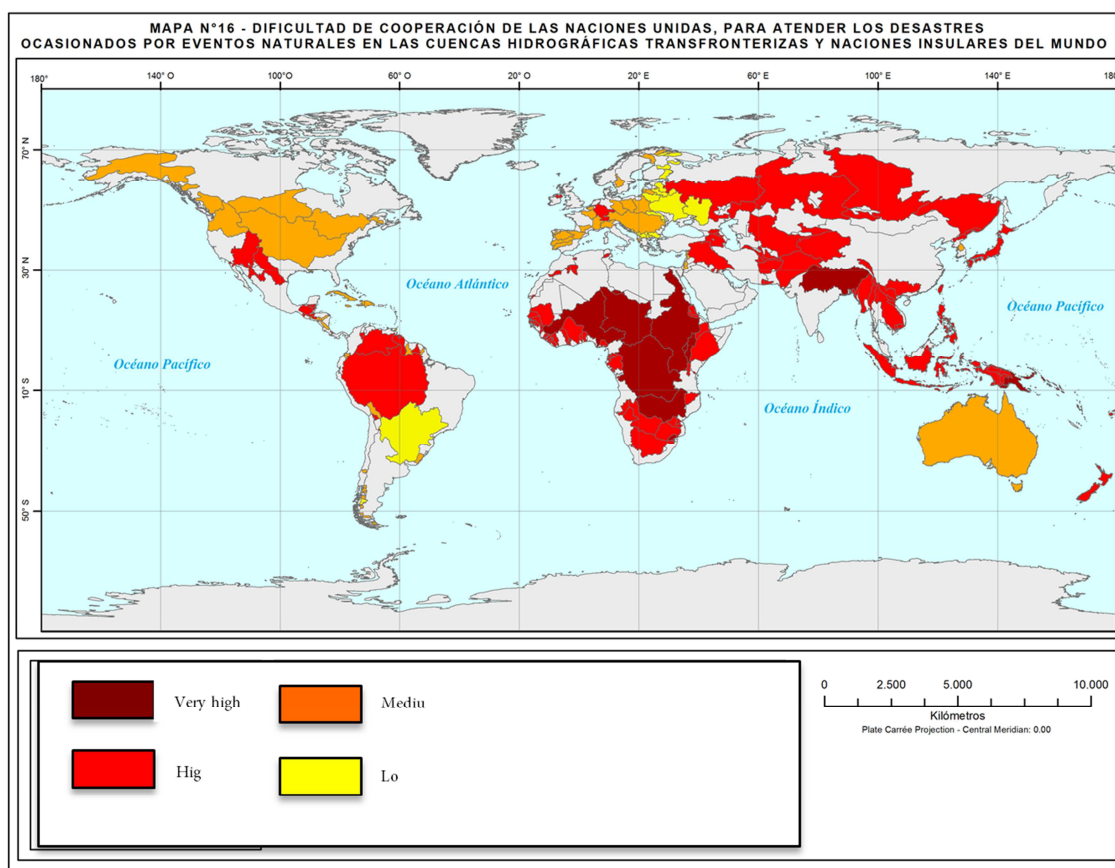 MAPA N°16 - DIFICULTAD DE COOPERACIÓN DE LAS NACIONES UNIDAS, PARA ATENDER LOS DESASTRES
OCASIONADOS POR EVENTOS NATURALES EN LAS CUENCAS HIDROGRÁFICAS TRANSFRONTERIZAS Y NACIONES INSULARES DEL MUNDO
180° 140° O 100° O 60° O 20° O 20° E 60° E 100° E 140° E 18
70° N
30° N
Océano Atlántico
Océano Pacífico
Océano Pacífico
10° S
Océano Índico
50° S
Very high
Mediu
Hig
Lo
0 2.500 5.000 10.000
Kilómetros
Plate Carrée Projection - Central Meridian: 0.00